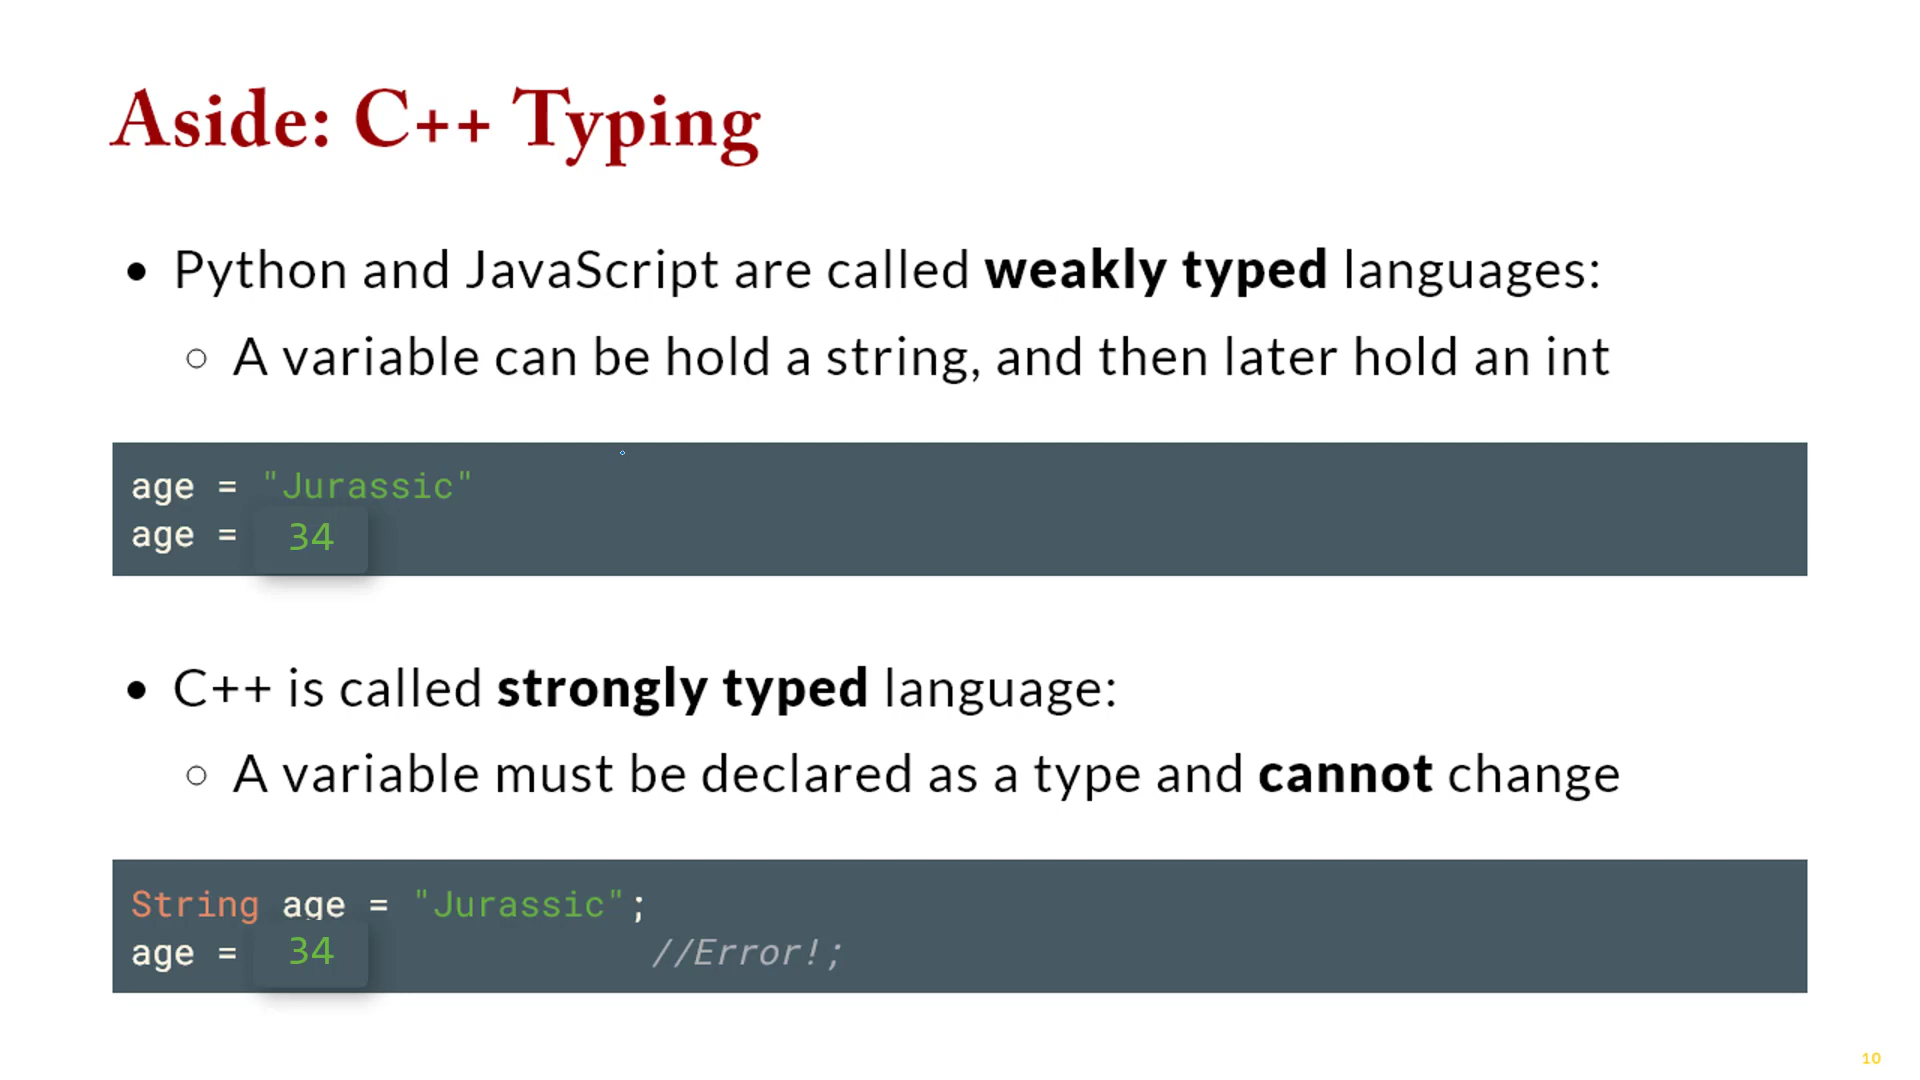 Aside: C++ Typing
• Python and JavaScript are called weakly typed languages:
○ A variable can be hold a string, and then later hold an int
age = "Jurassic"
age = 34
• C++ is called strongly typed language:
○ A variable must be declared as a type and cannot change
String age = "Jurassic";
age = 34 //Error!;
10